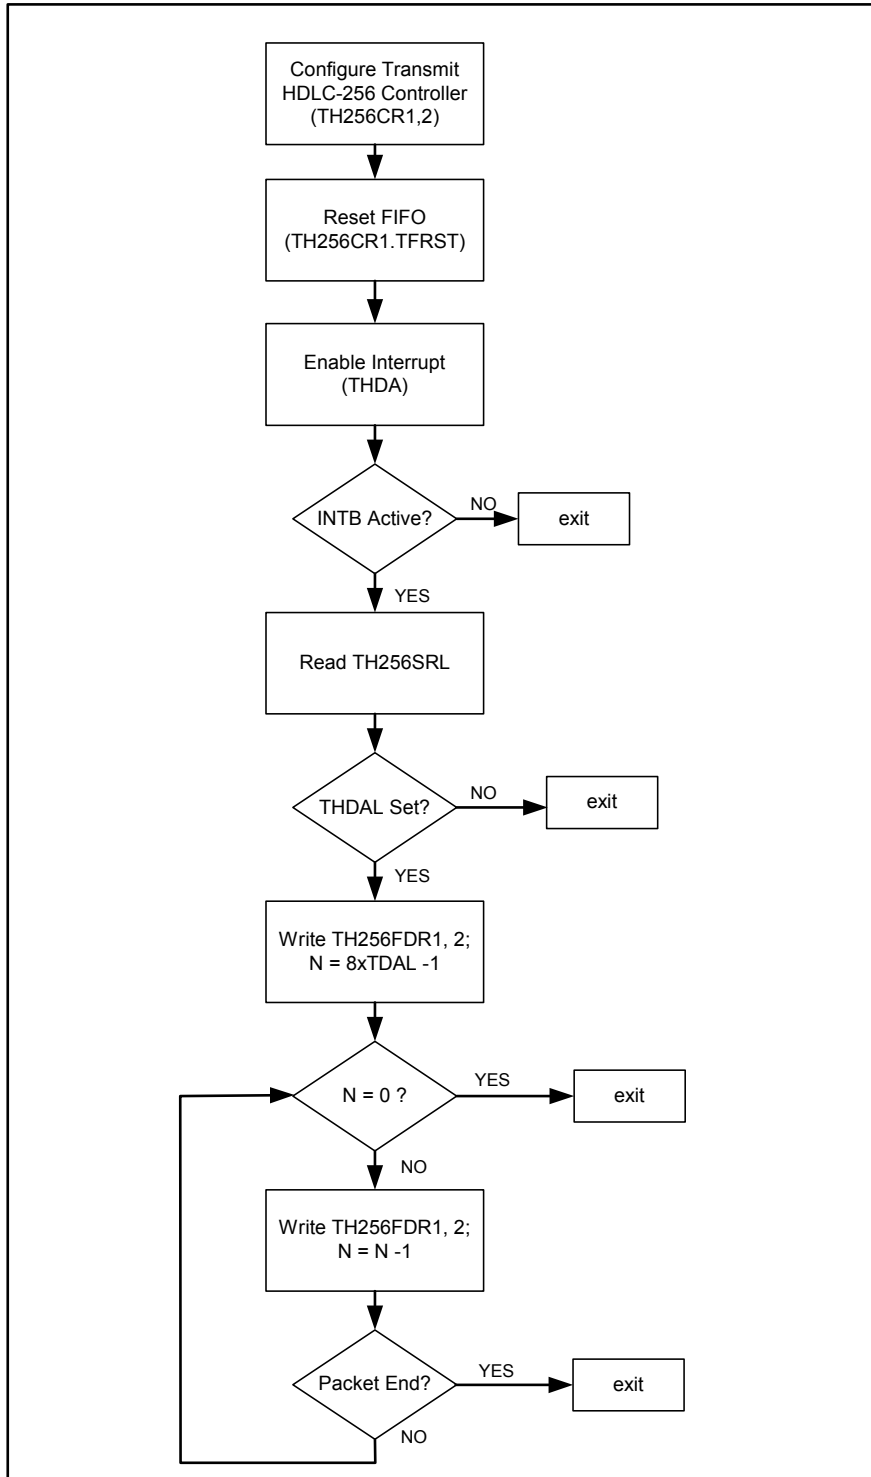 Configure Transmit
HDLC-256 Controller
(TH256CR1,2)
Reset FIFO
(TH256CR1.TFRST)
Enable Interrupt
(THDA)
INTB Active?
NO
exit
YES
Read TH256SRL
THDAL Set?
NO
exit
YES
Write TH256FDR1, 2;
N = 8xTDAL -1
N = 0 ?
YES
exit
NO
Write TH256FDR1, 2;
N = N -1
Packet End?
YES
exit
NO